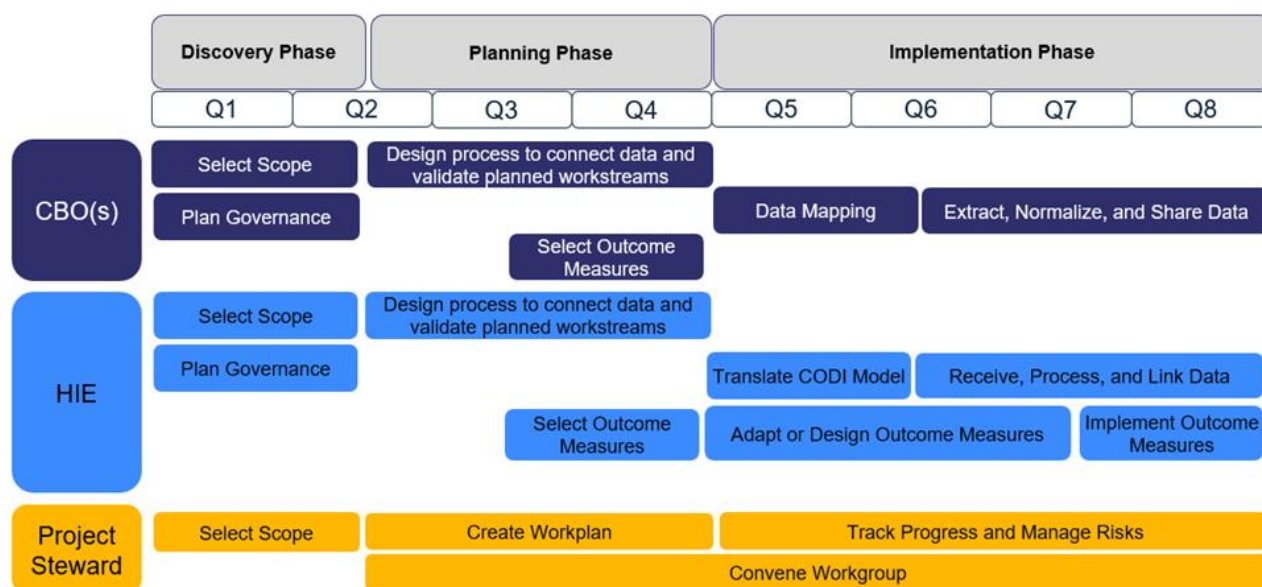 Discovery Phase
Planning Phase
Implementation Phase
Q1
Q2
Q3
Q4
Q5
Q6
Q7
Q8
CBO(s)
Select Scope
Design process to connect data and
validate planned workstreams
Plan Governance
Data Mapping
Extract, Normalize, and Share Data
Select Outcome
Measures
HIE
Select Scope
Design process to connect data and
validate planned workstreams
Plan Governance
Translate CODI Model
Receive, Process, and Link Data
Select Outcome
Measures
Adapt or Design Outcome Measures
Implement Outcome
Measures
Project
Steward
Select Scope
Create Workplan
Track Progress and Manage Risks
Convene Workgroup